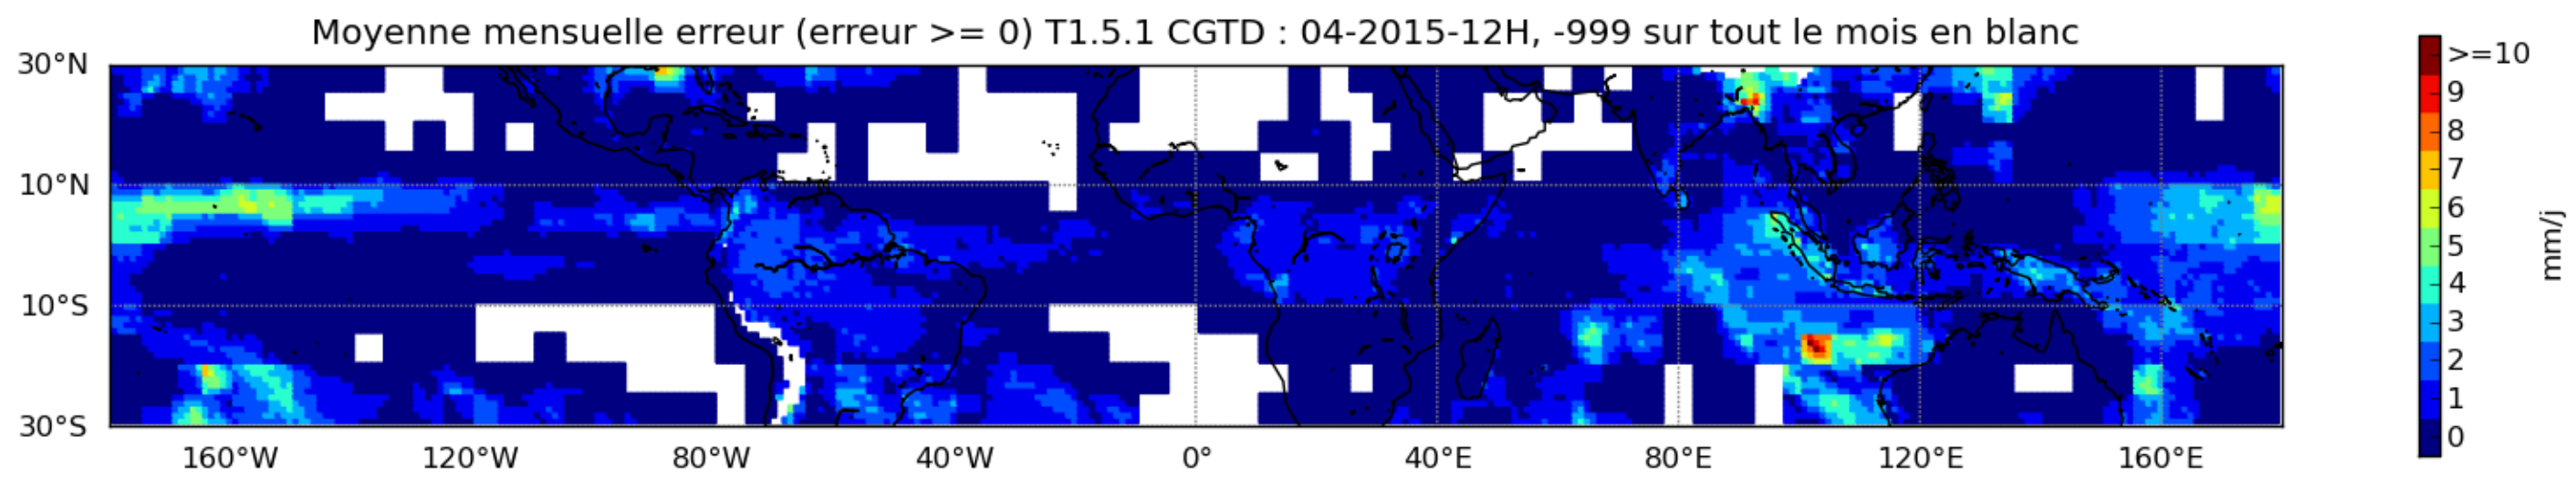 Moyenne mensuelle erreur (erreur >= 0) T1.5.1 CGTD : 04-2015-12H, -999 sur tout le mois en blanc
30°N
10°N
10°S
30°S
160°W 120°W 80°W 40°W 0° 40°E 80°E 120°E 160°E
>=10
9
8
7
6
5
4
3
2
1
0
mm/j